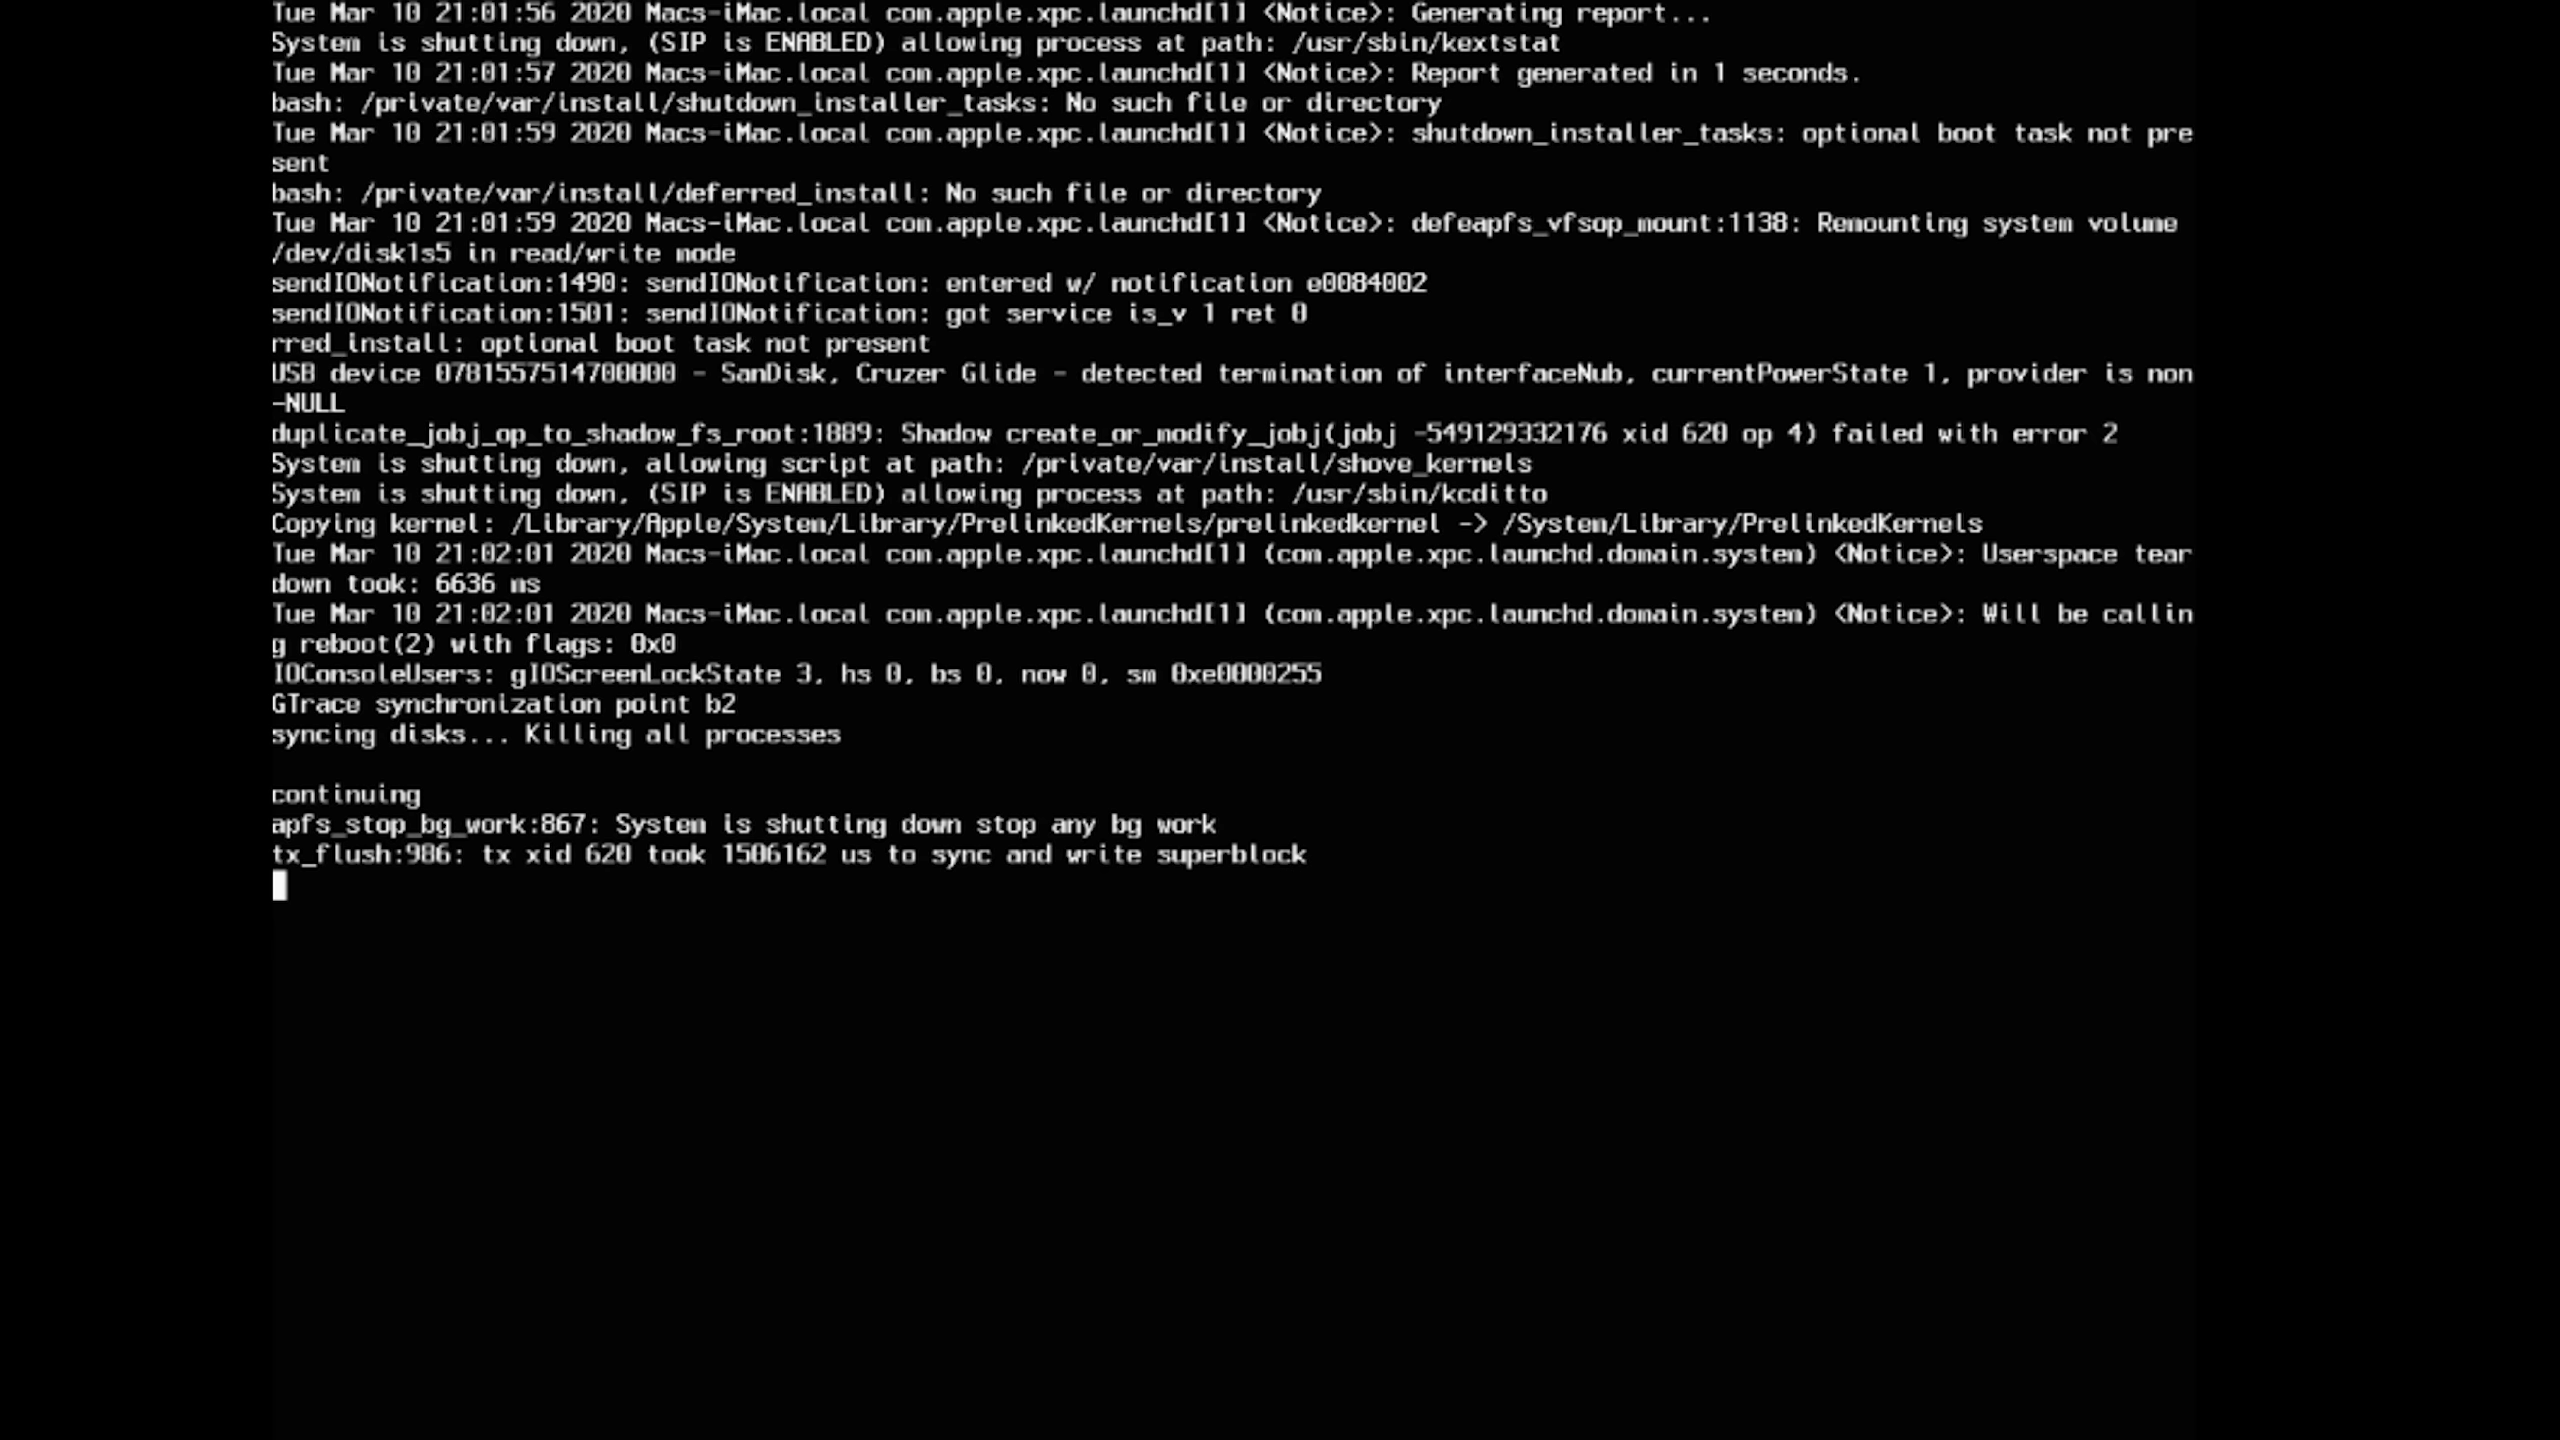 Tue Mar 10 21:01:56 2020 Macs-iMac.local com.apple.xpc.launchd[1] <Notice>: Generating report...
System is shutting down, (SIP is ENABLED) allowing process at path: /usr/sbin/kextstat
Tue Mar 10 21:01:57 2020 Macs-iMac.local com.apple.xpc.launchd[1] <Notice>: Report generated in 1 seconds.
bash: /private/var/install/shutdown_installer_tasks: No such file or directory
Tue Mar 10 21:01:59 2020 Macs-iMac.local com.apple.xpc.launchd[1] <Notice>: shutdown_installer_tasks: optional boot task not pre
sent
bash: /private/var/install/deferred_install: No such file or directory
Tue Mar 10 21:01:59 2020 Macs-iMac.local com.apple.xpc.launchd[1] <Notice>: defeapfs_vfsop_mount:1138: Remounting system volume
/dev/disk1s5 in read/write mode
sendIONotification:1490: sendIONotification: entered w/ notification e0084002
sendIONotification:1501: sendIONotification: got service is_v 1 ret 0
rred_install: optional boot task not present
USB device 0781557514700000 - SanDisk, Cruzer Glide - detected termination of interfaceNub, currentPowerState 1, provider is non
-NULL
duplicate_jobj_op_to_shadow_fs_root:1889: Shadow create_or_modify_jobj(jobj -549129332176 xid 620 op 4) failed with error 2
System is shutting down, allowing script at path: /private/var/install/shove_kernels
System is shutting down, (SIP is ENABLED) allowing process at path: /usr/sbin/kcditto
Copying kernel: /Library/Apple/System/Library/PrelinkedKernels/prelinkedkernel -> /System/Library/PrelinkedKernels
Tue Mar 10 21:02:01 2020 Macs-iMac.local com.apple.xpc.launchd[1] (com.apple.xpc.launchd.domain.system) <Notice>: Userspace tear
down took: 6636 ms
Tue Mar 10 21:02:01 2020 Macs-iMac.local com.apple.xpc.launchd[1] (com.apple.xpc.launchd.domain.system) <Notice>: Will be callin
g reboot(2) with flags: 0x0
IOConsoleUsers: gIOScreenLockState 3, hs 0, bs 0, now 0, sm 0xe0000255
GTrace synchronization point b2
syncing disks... Killing all processes
continuing
apfs_stop_bg_work:867: System is shutting down stop any bg work
tx_flush:986: tx xid 620 took 1506162 us to sync and write superblock